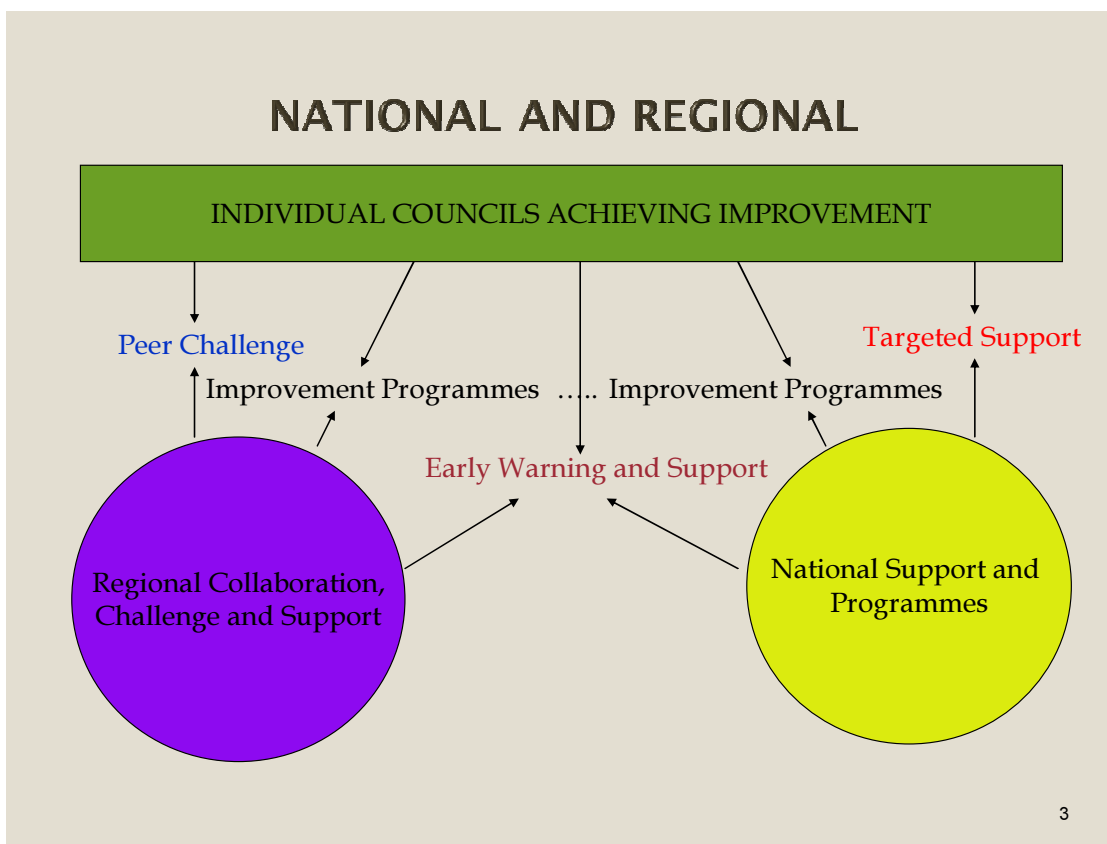 NATIONAL AND REGIONAL
INDIVIDUAL COUNCILS ACHIEVING IMPROVEMENT
Peer Challenge
Targeted Support
Improvement Programmes ….. Improvement Programmes
Early Warning and Support
Regional Collaboration,
Challenge and Support
National Support and
Programmes
3